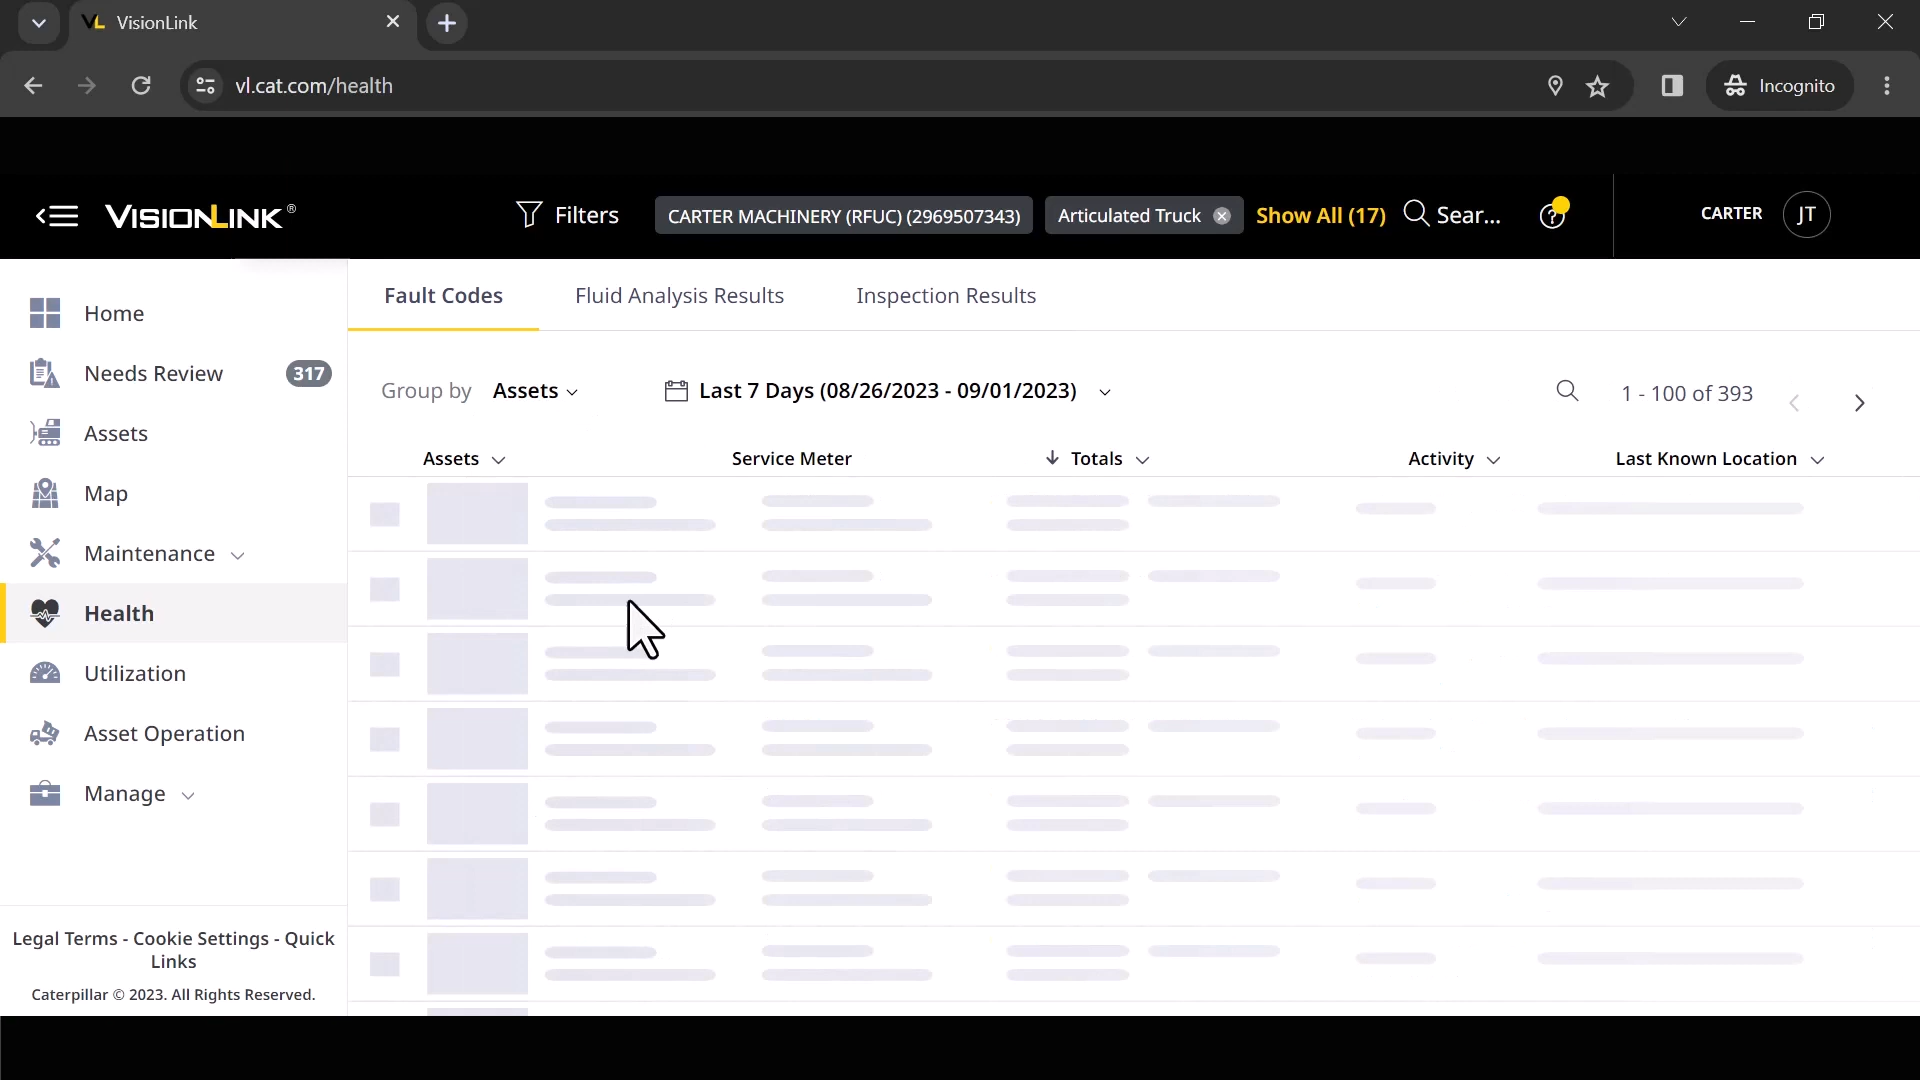 VisionLink
vl.cat.com/health
Incognito
VISIONLINK®
Filters
CARTER MACHINERY (RFUC) (2969507343)
Articulated Truck
Show All (17)
Sear...
CARTER
JT
Home
Needs Review 317
Assets
Map
Maintenance
Health
Utilization
Asset Operation
Manage
Legal Terms - Cookie Settings - Quick
Links
Caterpillar © 2023. All Rights Reserved.
Fault Codes
Fluid Analysis Results
Inspection Results
Group by Assets
Last 7 Days (08/26/2023 - 09/01/2023)
1 - 100 of 393
Assets
Service Meter
Totals
Activity
Last Known Location